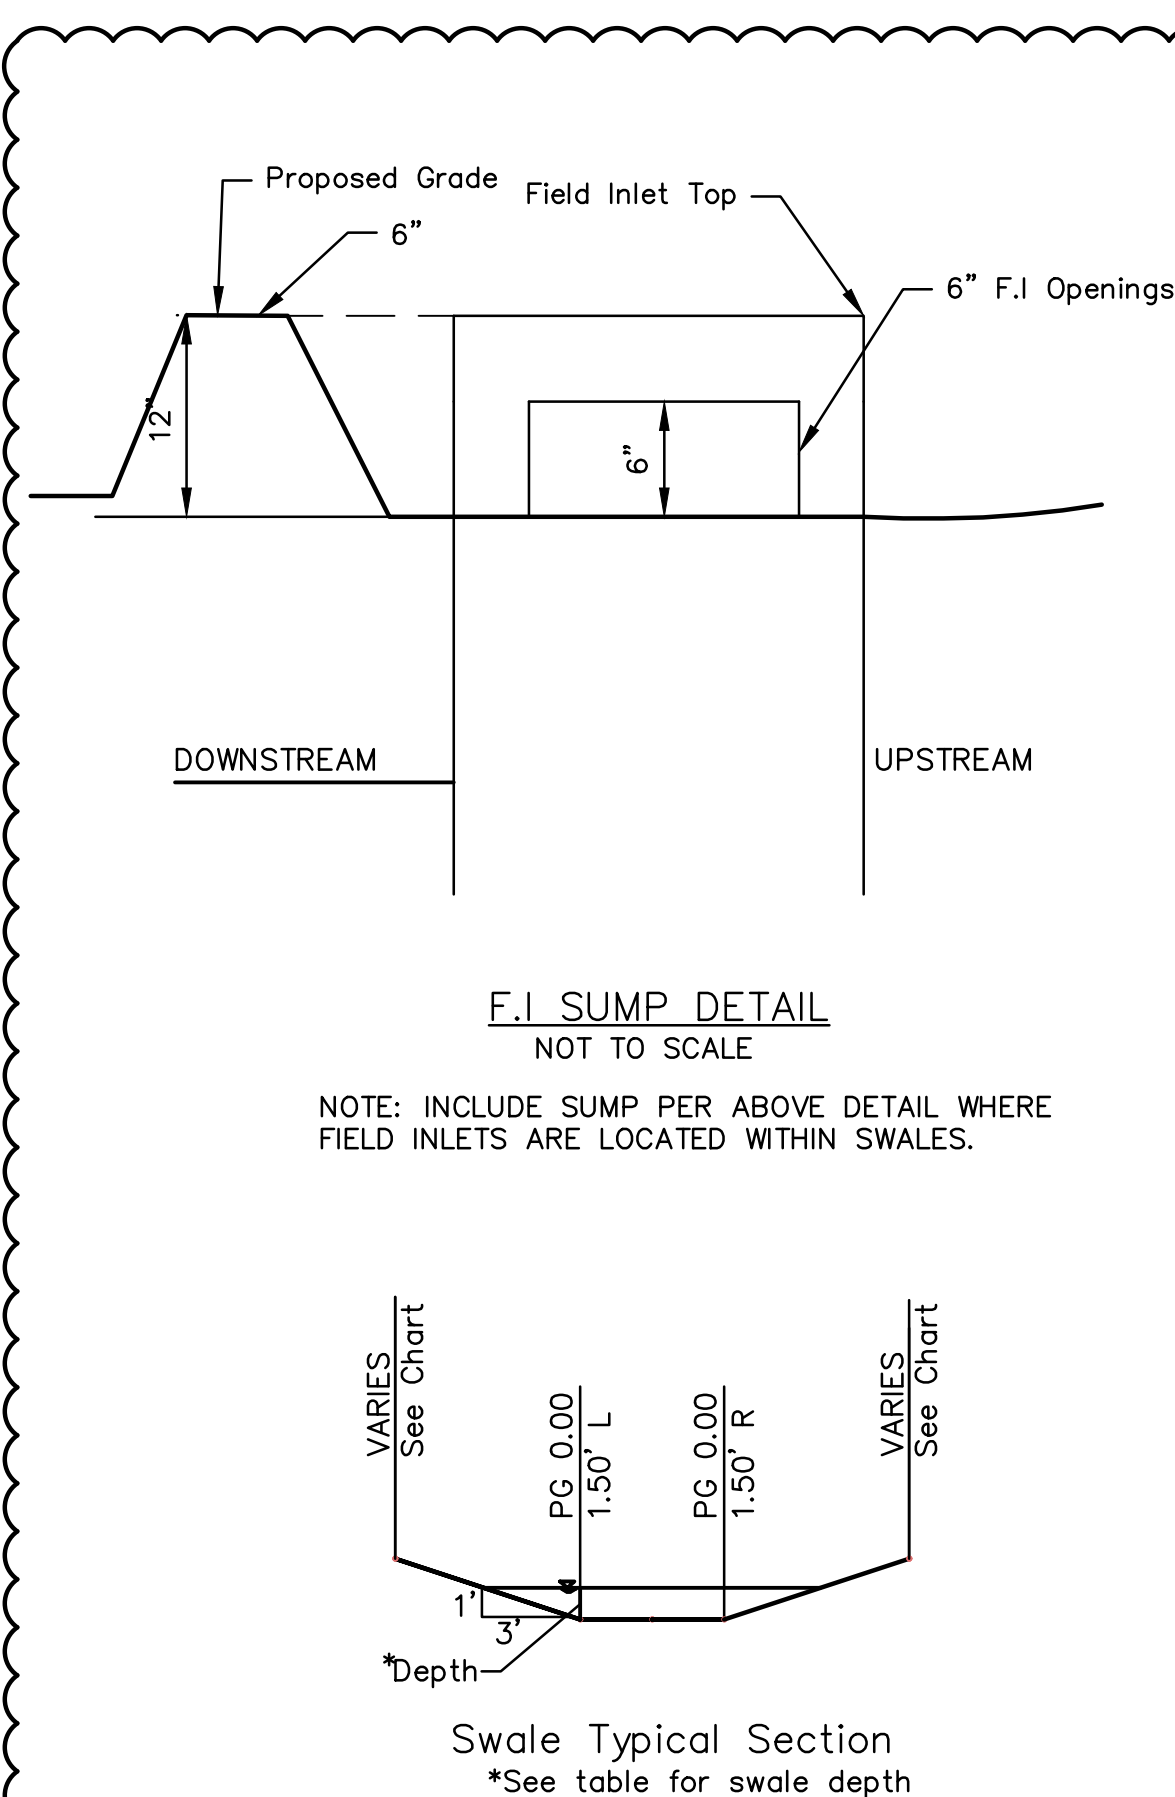 Proposed Grade
Field Inlet Top
6”
6” F.I Openings
12”
6”
DOWNSTREAM
UPSTREAM
F.I SUMP DETAIL
NOT TO SCALE
NOTE: INCLUDE SUMP PER ABOVE DETAIL WHERE
FIELD INLETS ARE LOCATED WITHIN SWALES.
VARIES
See Chart
PG 0.00
1.50' L
PG 0.00
1.50' R
VARIES
See Chart
1'
3'
*Depth
Swale Typical Section
*See table for swale depth